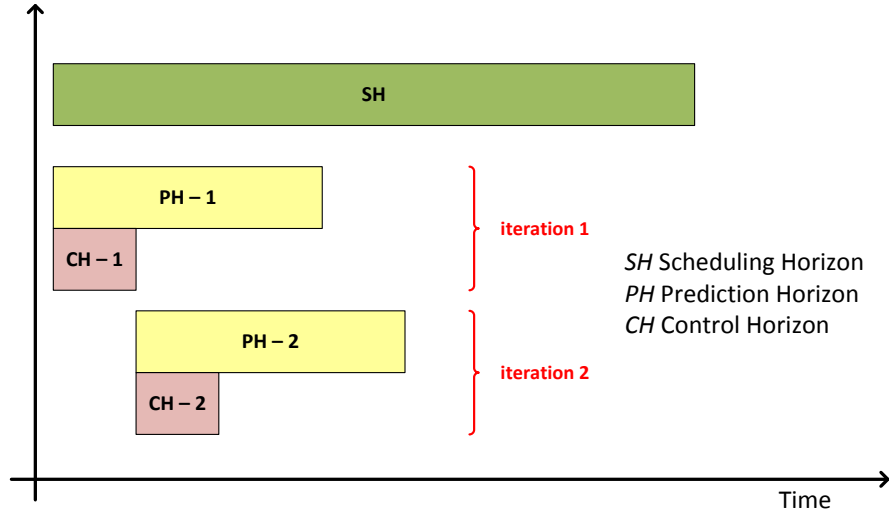 SH
PH – 1
iteration 1
CH – 1
SH Scheduling Horizon
PH Prediction Horizon
CH Control Horizon
PH – 2
iteration 2
CH – 2
Time